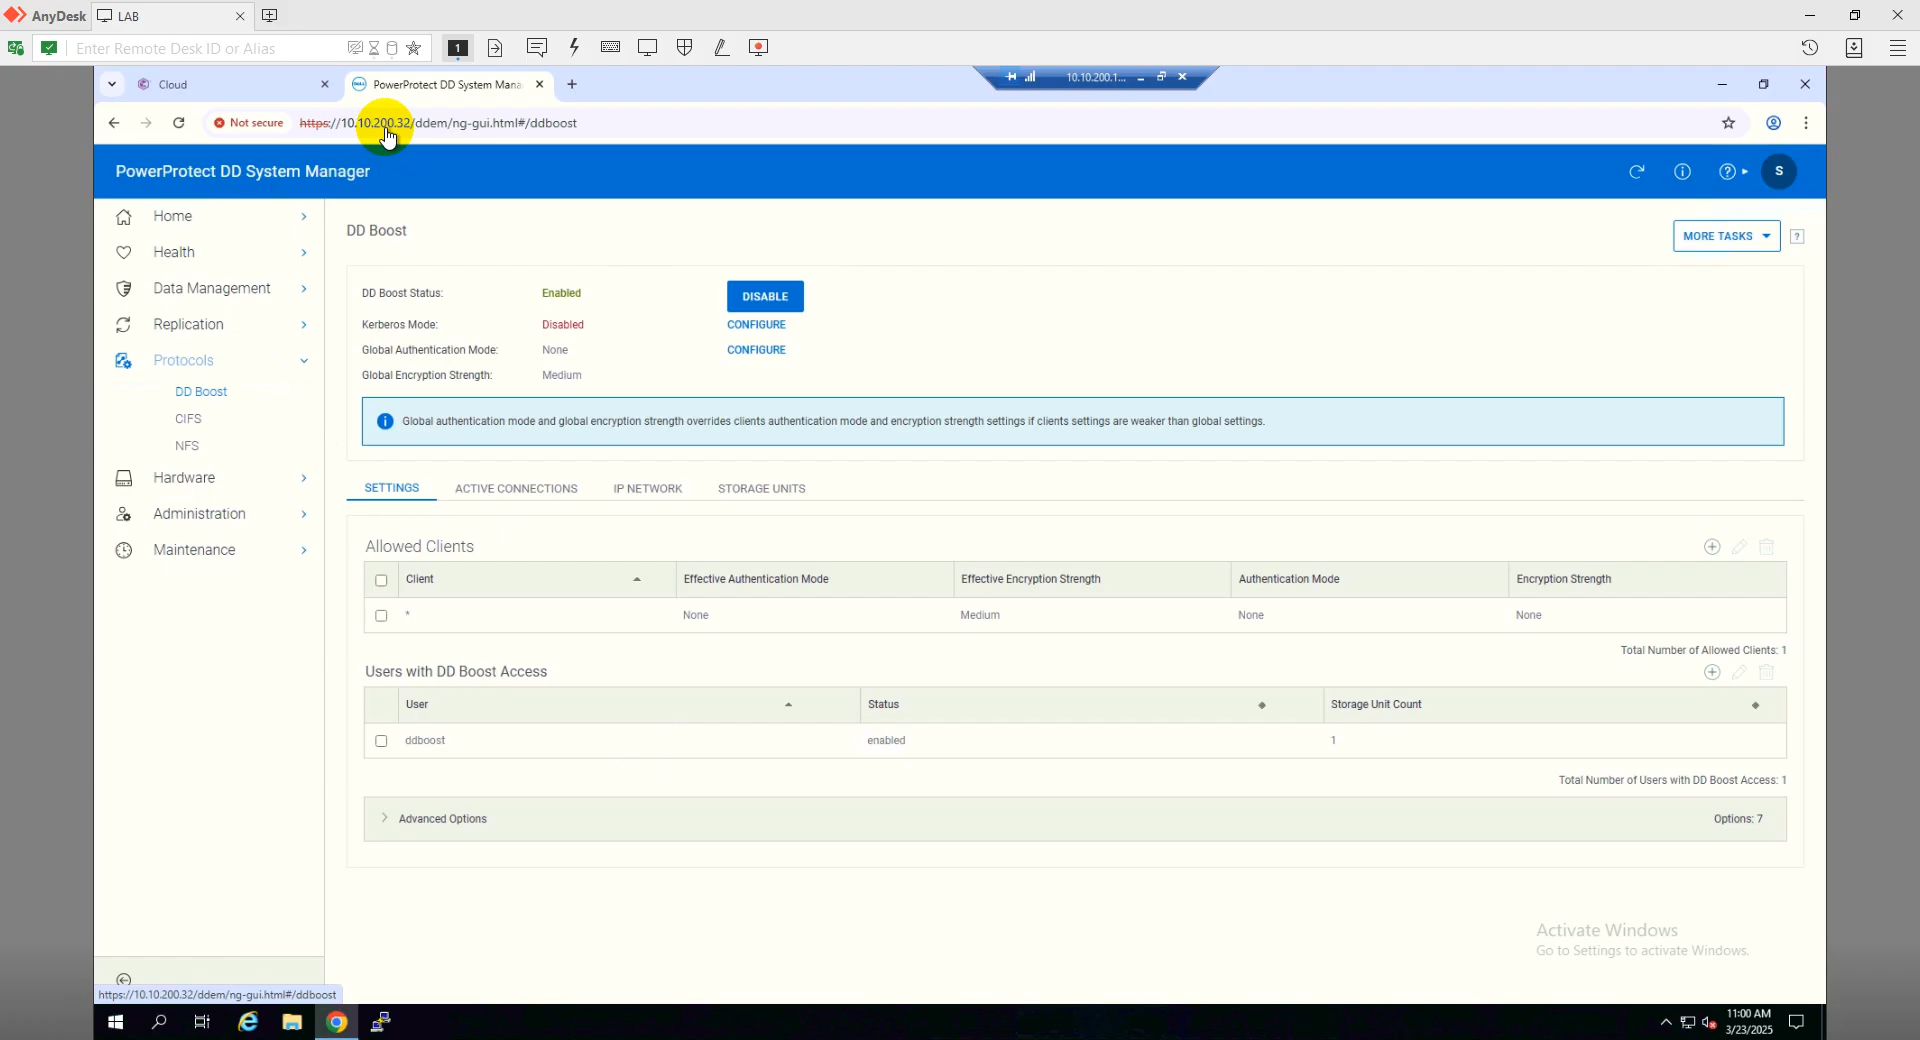 AnyDesk LAB
Enter Remote Desk ID or Alias 1
Cloud PowerProtect DD System Mana 10.10.200.1...
Not secure https://10.10.200.32/ddem/ng-gui.html#/ddboost
PowerProtect DD System Manager S
Home
Health
Data Management
Replication
Protocols
DD Boost
CIFS
NFS
Hardware
Administration
Maintenance
DD Boost MORE TASKS ?
DD Boost Status: Enabled DISABLE
Kerberos Mode: Disabled CONFIGURE
Global Authentication Mode: None CONFIGURE
Global Encryption Strength: Medium
Global authentication mode and global encryption strength overrides clients authentication mode and encryption strength settings if clients settings are weaker than global settings.
SETTINGS ACTIVE CONNECTIONS IP NETWORK STORAGE UNITS
Allowed Clients
Client Effective Authentication Mode Effective Encryption Strength Authentication Mode Encryption Strength
* None Medium None None
Total Number of Allowed Clients: 1
Users with DD Boost Access
User Status Storage Unit Count
ddboost enabled 1
Total Number of Users with DD Boost Access: 1
Advanced Options Options: 7
Activate Windows
Go to Settings to activate Windows.
https://10.10.200.32/ddem/ng-gui.html#/ddboost
11:00 AM
3/23/2025